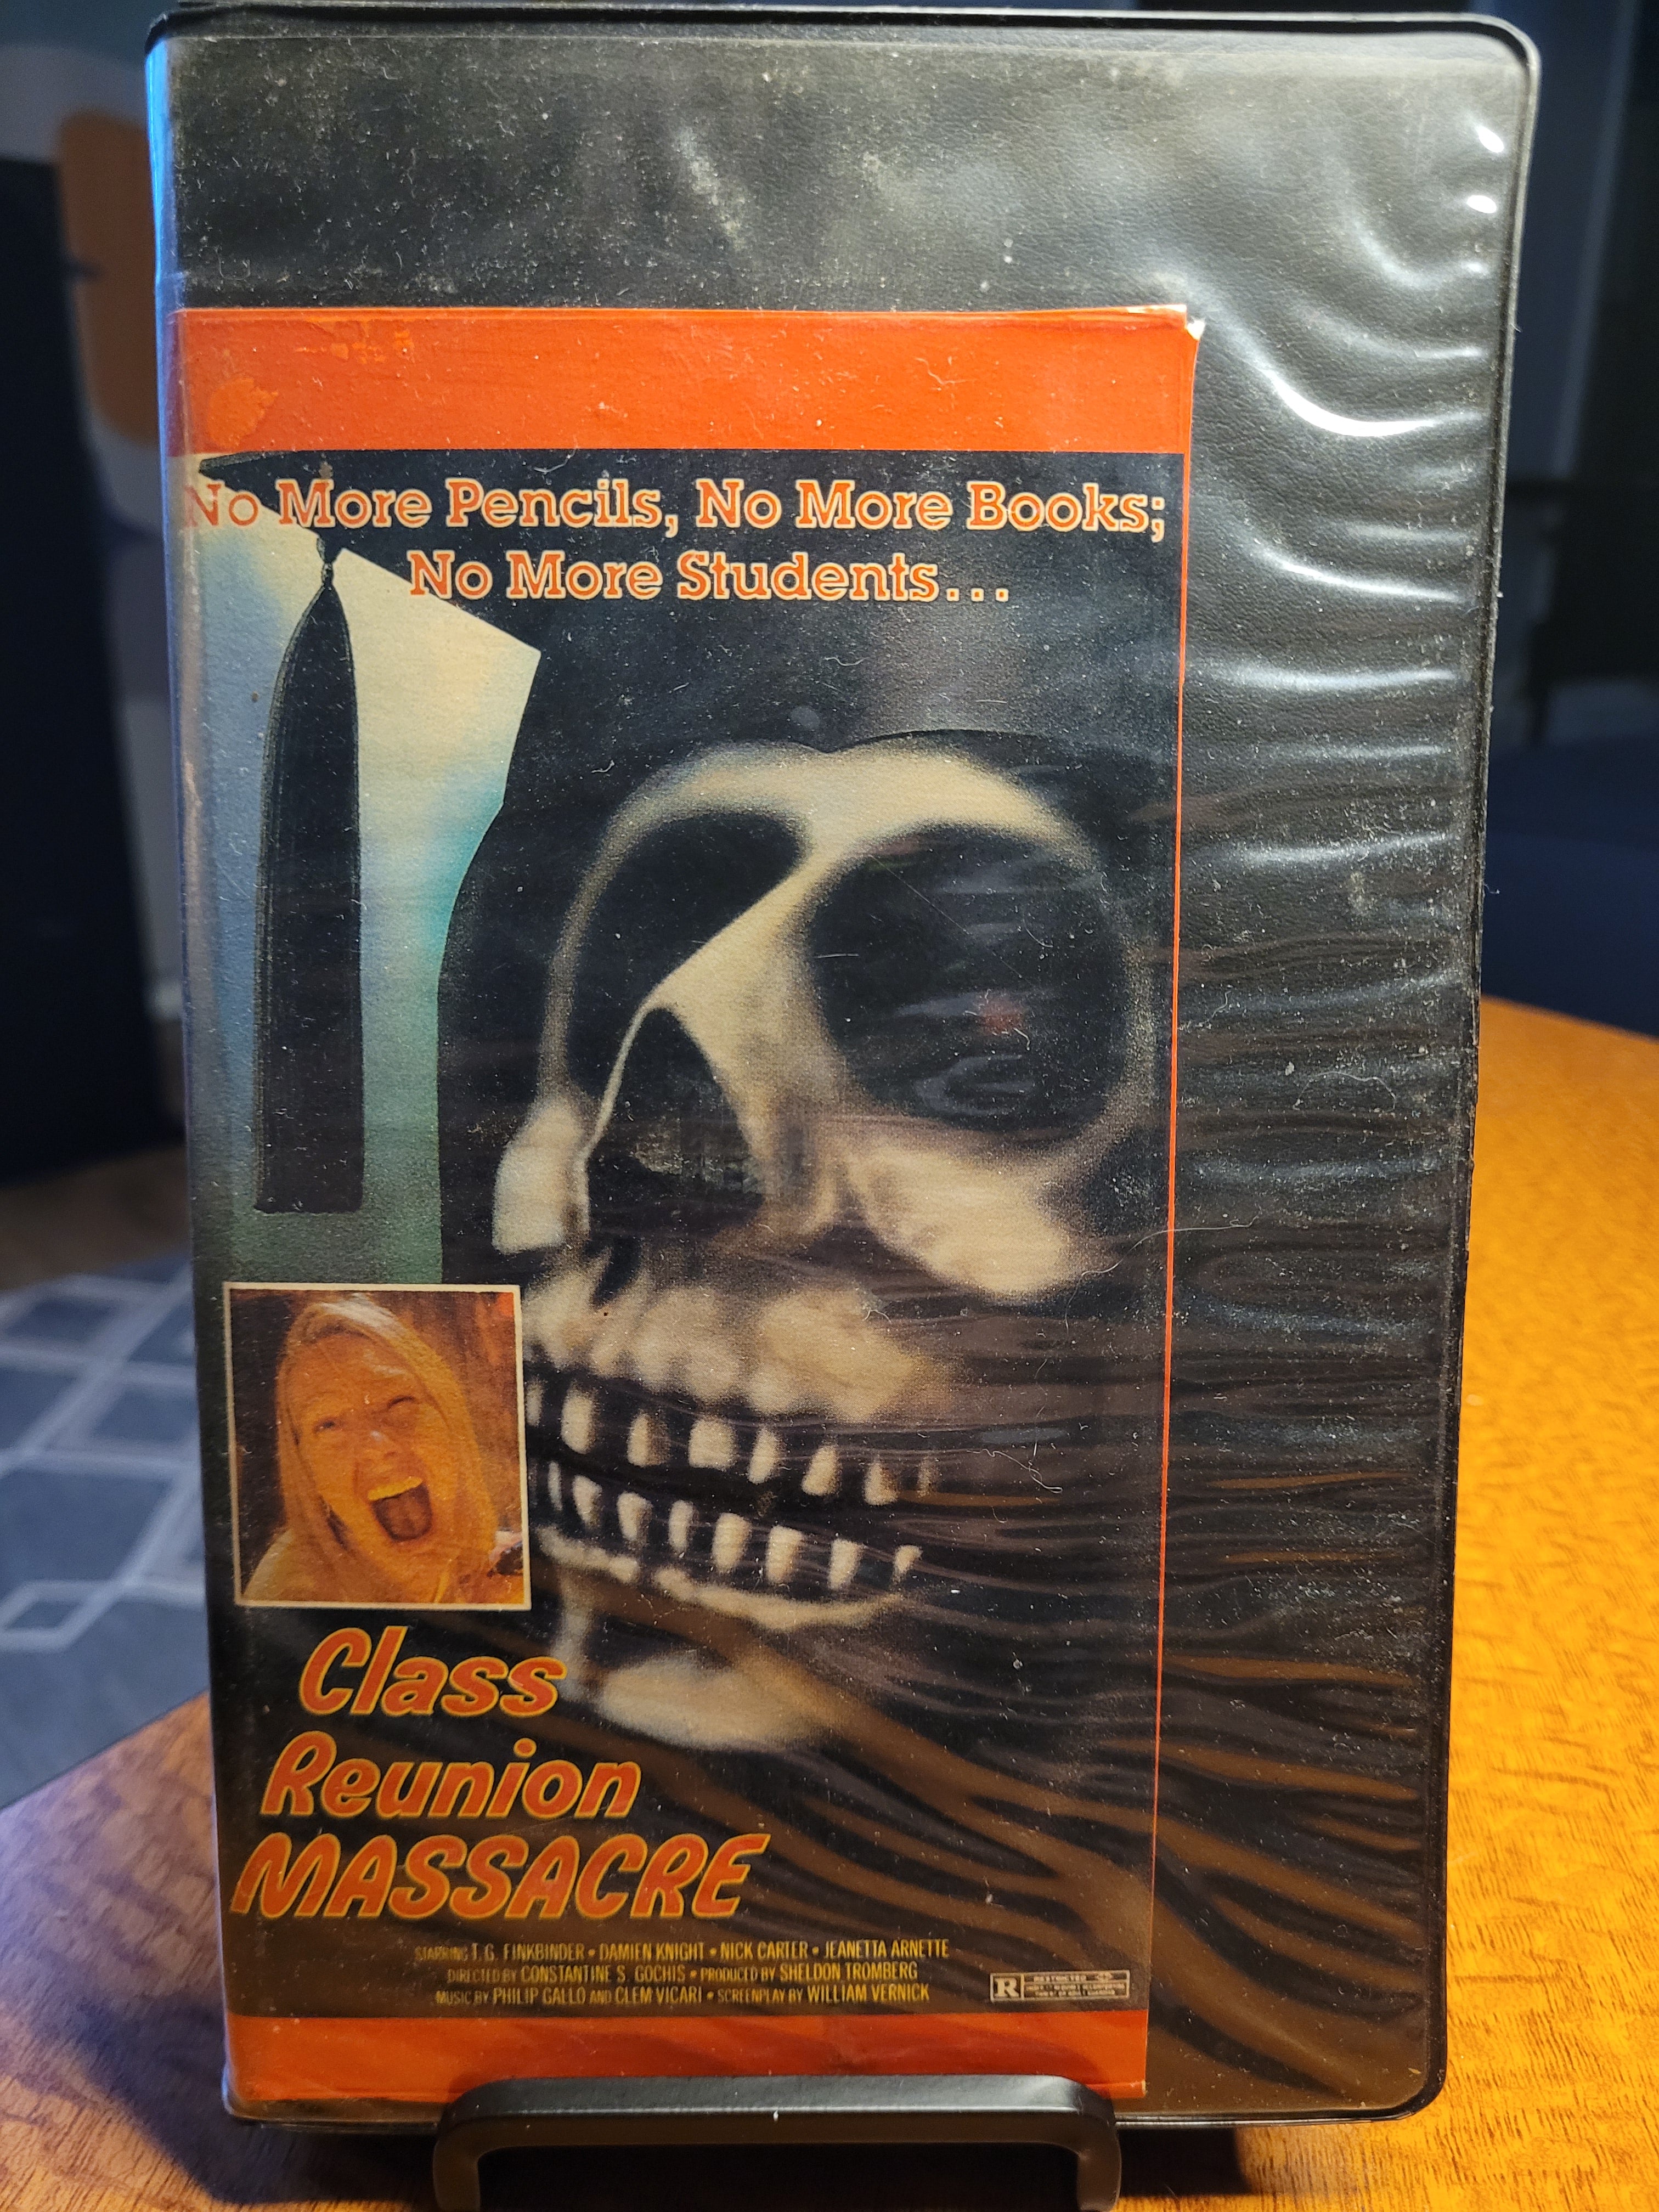 No More Pencils, No More Books;
No More Students...
Class
Reunion
MASSACRE
STARRING T. G. FINKBINDER • DAMIEN KNIGHT • NICK CARTER • JEANETTA ARNETTE
DIRECTED BY CONSTANTINE S. GOCHIS • PRODUCED BY SHELDON TROMBERG
MUSIC BY PHILIP GALLO AND CLEM VICARI • SCREENPLAY BY WILLIAM VERNICK
R RESTRICTED